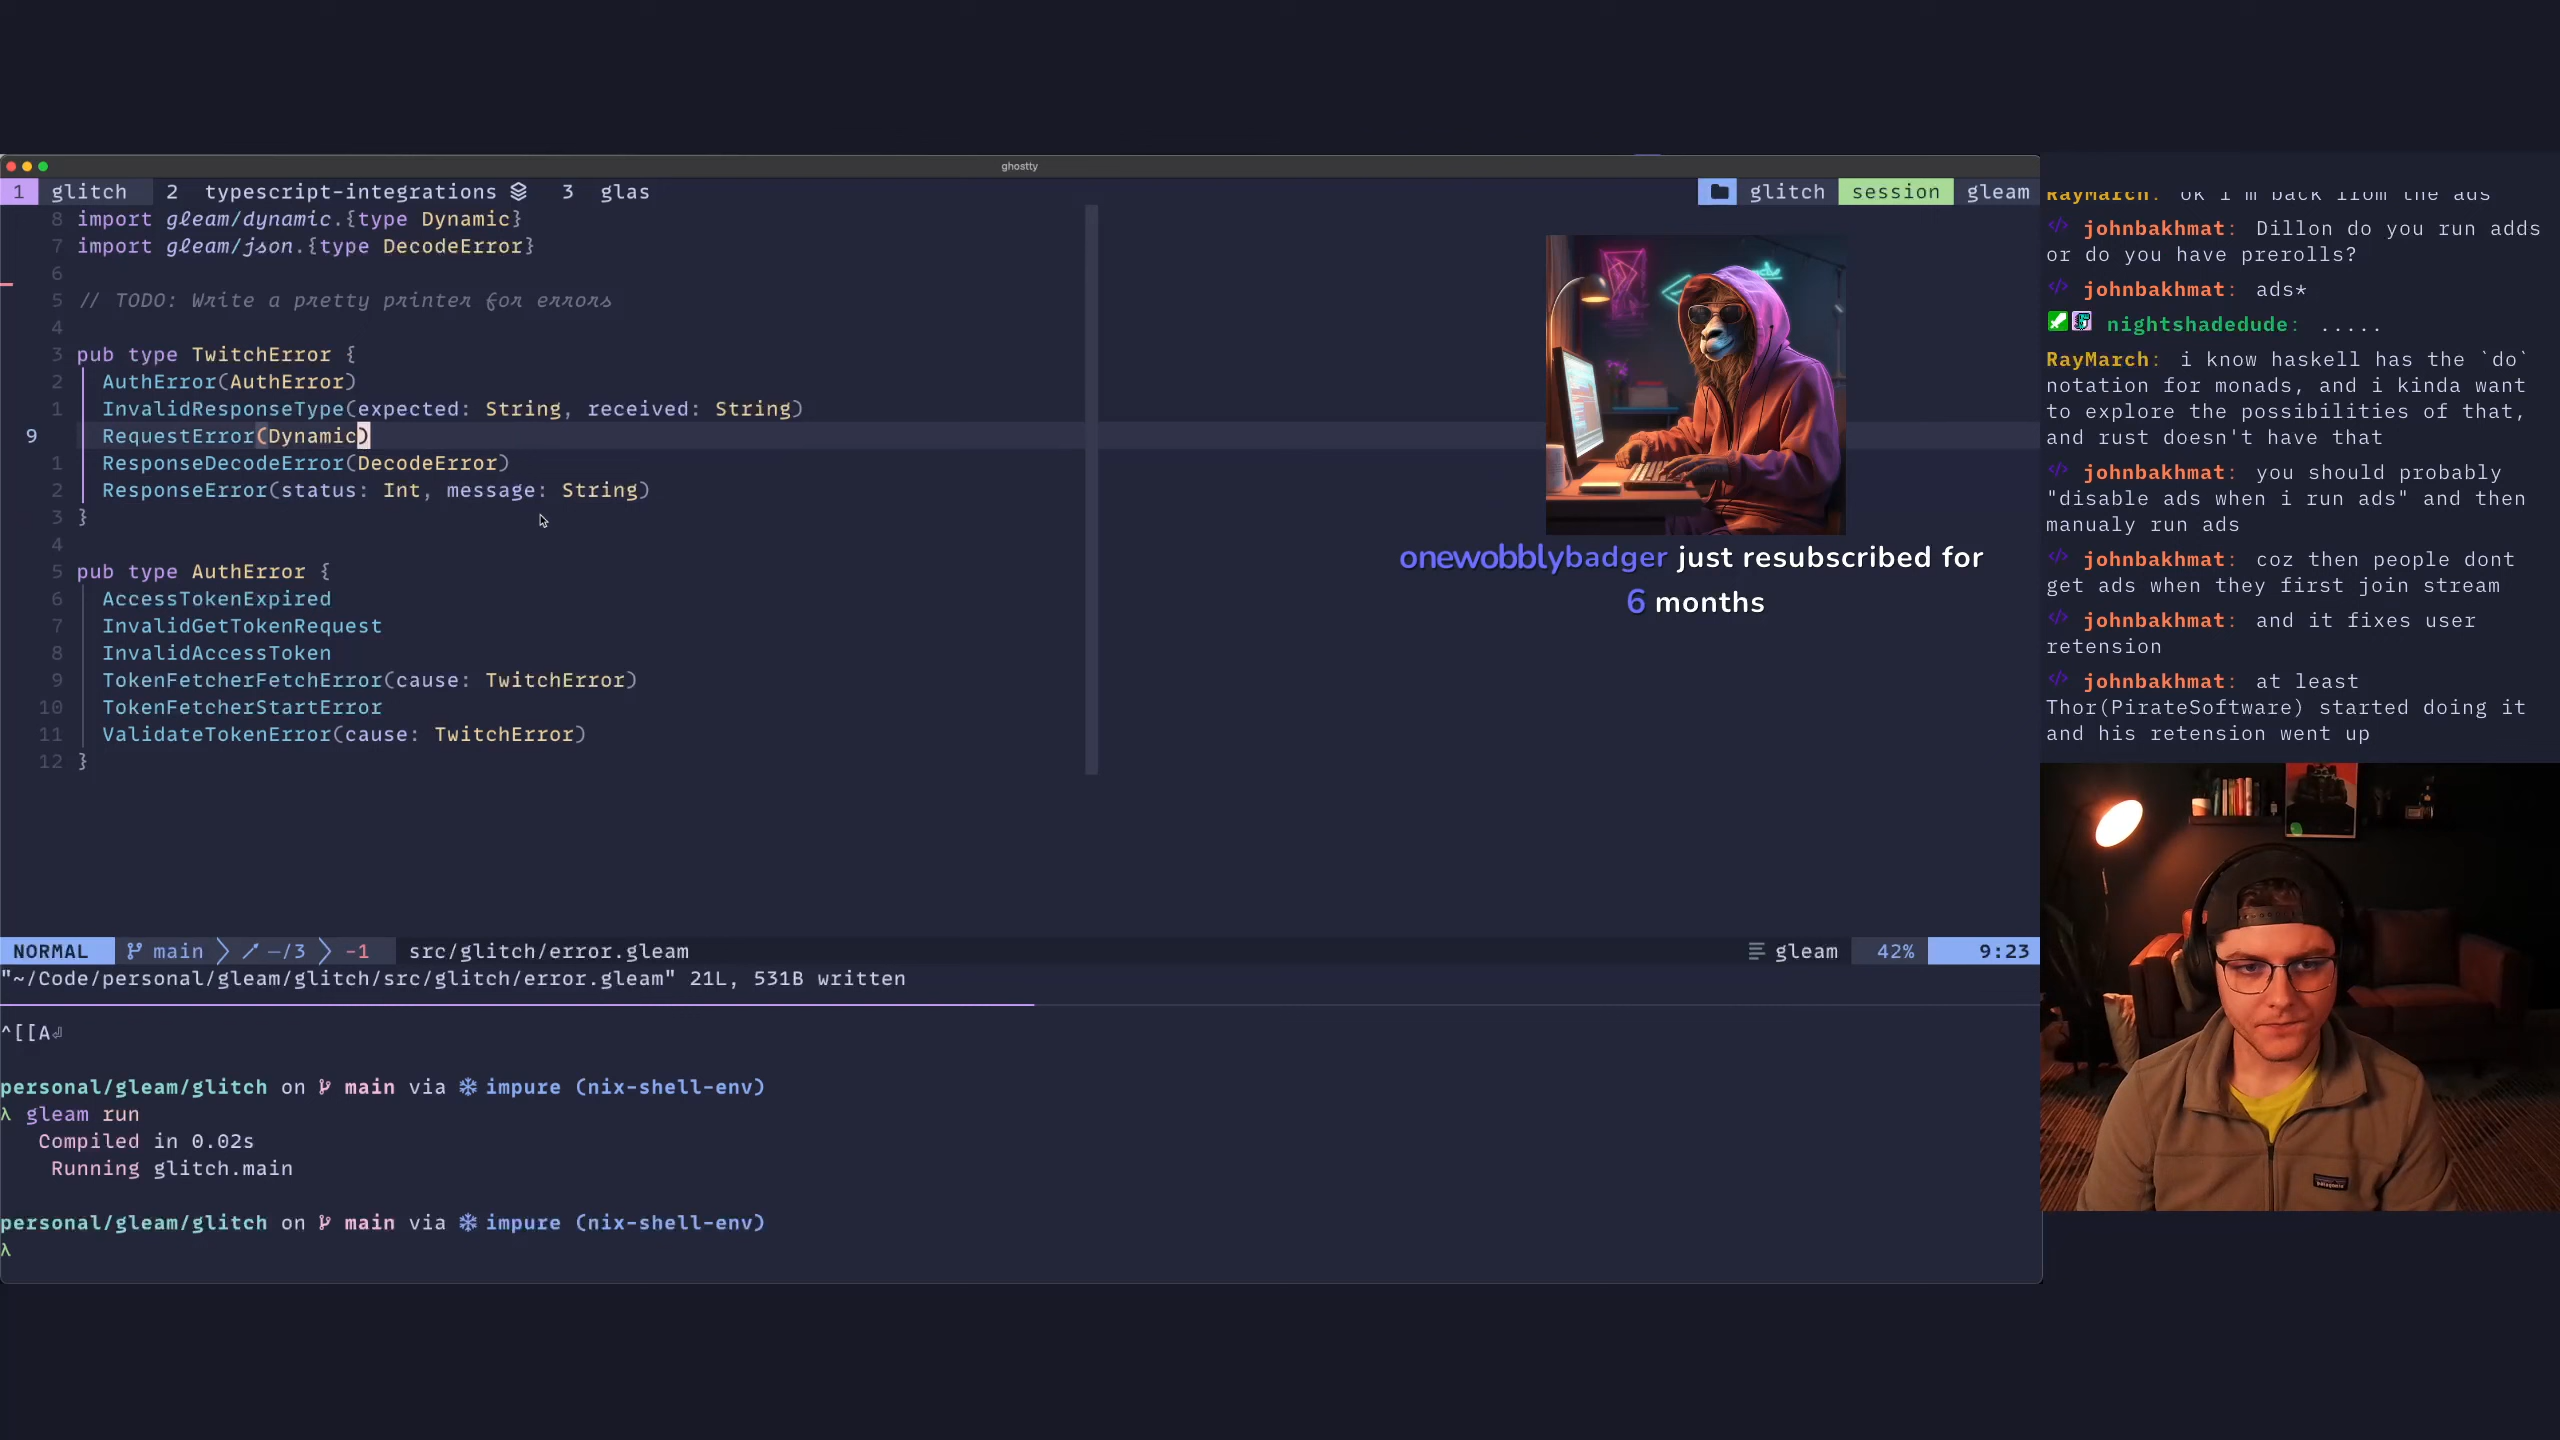 ghostty
1 glitch 2 typescript-integrations 3 glas
glitch session gleam
8 import gleam/dynamic.{type Dynamic}
7 import gleam/json.{type DecodeError}
6
5 // TODO: Write a pretty printer for errors
4
3 pub type TwitchError {
2 AuthError(AuthError)
1 InvalidResponseType(expected: String, received: String)
9 RequestError(Dynamic)
1 ResponseDecodeError(DecodeError)
2 ResponseError(status: Int, message: String)
3 }
4
5 pub type AuthError {
6 AccessTokenExpired
7 InvalidGetTokenRequest
8 InvalidAccessToken
9 TokenFetcherFetchError(cause: TwitchError)
10 TokenFetcherStartError
11 ValidateTokenError(cause: TwitchError)
12 }
onewobblybadger just resubscribed for
6 months
NORMAL main —/3 -1 src/glitch/error.gleam
gleam 42% 9:23
"~/Code/personal/gleam/glitch/src/glitch/error.gleam" 21L, 531B written
^[[A⏎
personal/gleam/glitch on main via ❄ impure (nix-shell-env)
λ gleam run
Compiled in 0.02s
Running glitch.main
personal/gleam/glitch on main via ❄ impure (nix-shell-env)
λ
RayMarch: ok i'm back from the ads
johnbakhmat: Dillon do you run adds
or do you have prerolls?
johnbakhmat: ads*
nightshadedude: .....
RayMarch: i know haskell has the `do`
notation for monads, and i kinda want
to explore the possibilities of that,
and rust doesn't have that
johnbakhmat: you should probably
"disable ads when i run ads" and then
manualy run ads
johnbakhmat: coz then people dont
get ads when they first join stream
johnbakhmat: and it fixes user
retension
johnbakhmat: at least
Thor(PirateSoftware) started doing it
and his retension went up